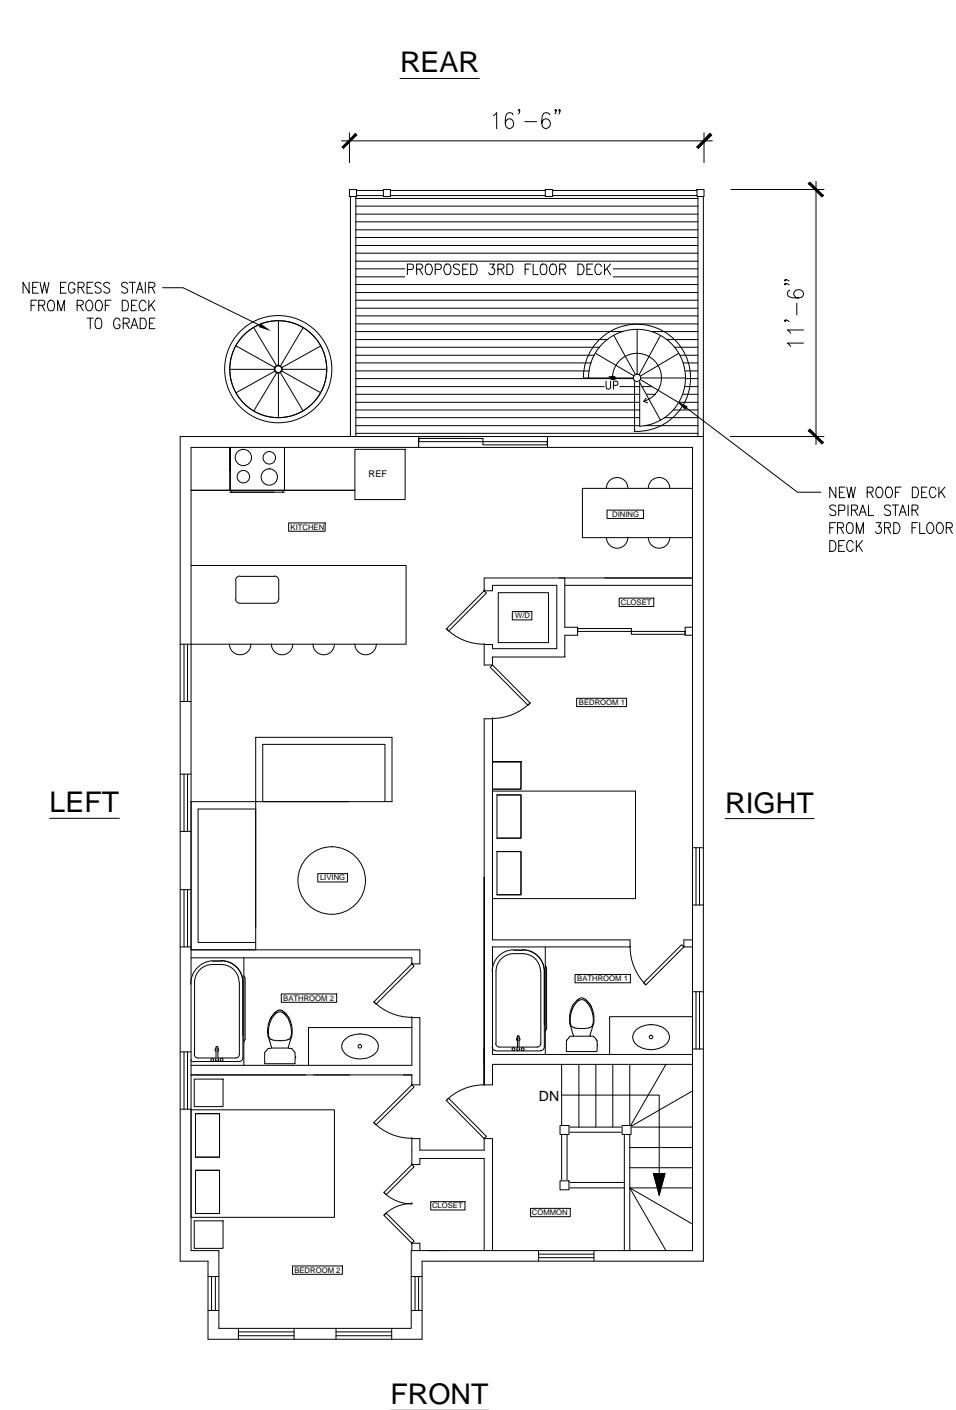 REAR
16'-6"
PROPOSED 3RD FLOOR DECK
NEW EGRESS STAIR
FROM ROOF DECK
TO GRADE
11'-6"
UP
REF
NEW ROOF DECK
SPIRAL STAIR
FROM 3RD FLOOR
DECK
DINING
KITCHEN
CLOSET
W/D
BEDROOM 1
LEFT
RIGHT
LIVING
BATHROOM 1
BATHROOM 2
DN
CLOSET
COMMON
BEDROOM 2
FRONT